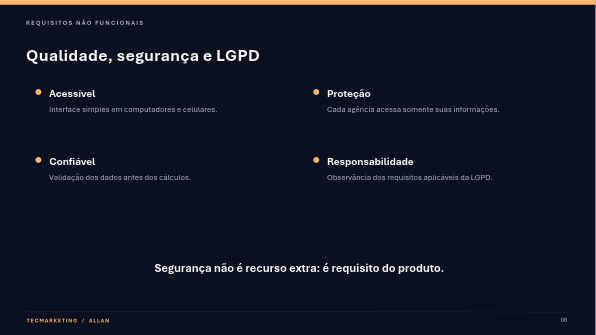 REQUISITOS NÃO FUNCIONAIS
Qualidade, segurança e LGPD
Acessível
Interface simples em computadores e celulares.
Proteção
Cada agência acessa somente suas informações.
Confiável
Validação dos dados antes dos cálculos.
Responsabilidade
Observância dos requisitos aplicáveis da LGPD.
Segurança não é recurso extra: é requisito do produto.
TECMARKETING / ALLAN
08